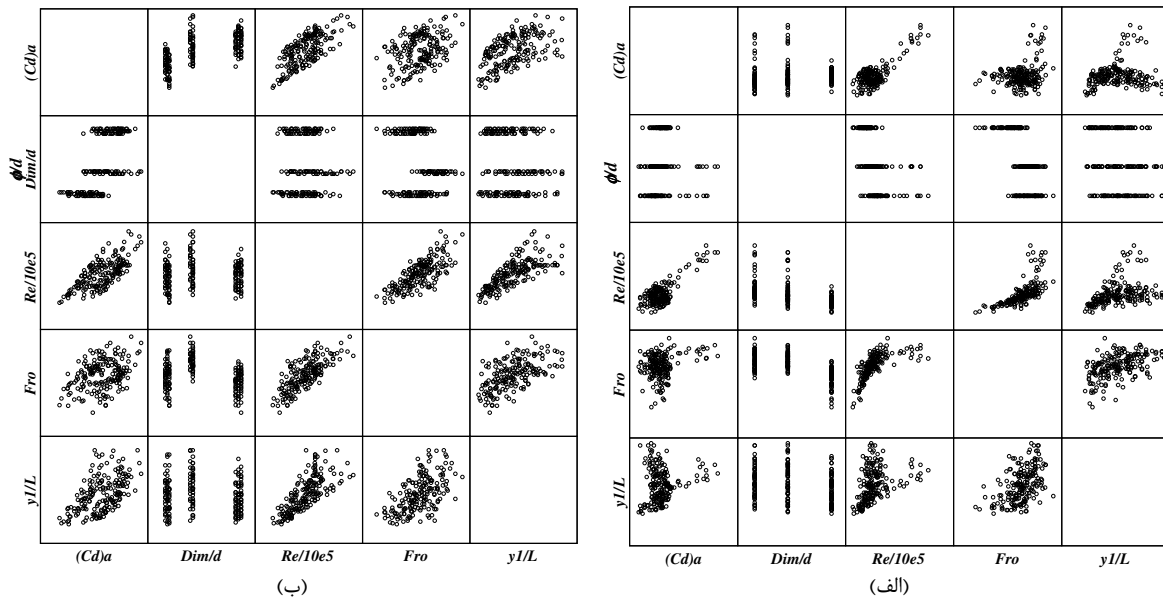 (Cd)a
ϕ/d
Dim/d
Re/10e5
Fro
y1/L
(Cd)a
Dim/d
Re/10e5
Fro
y1/L
(ب)
(Cd)a
ϕ/d
Re/10e5
Fro
y1/L
(Cd)a
Dim/d
Re/10e5
Fro
y1/L
(الف)